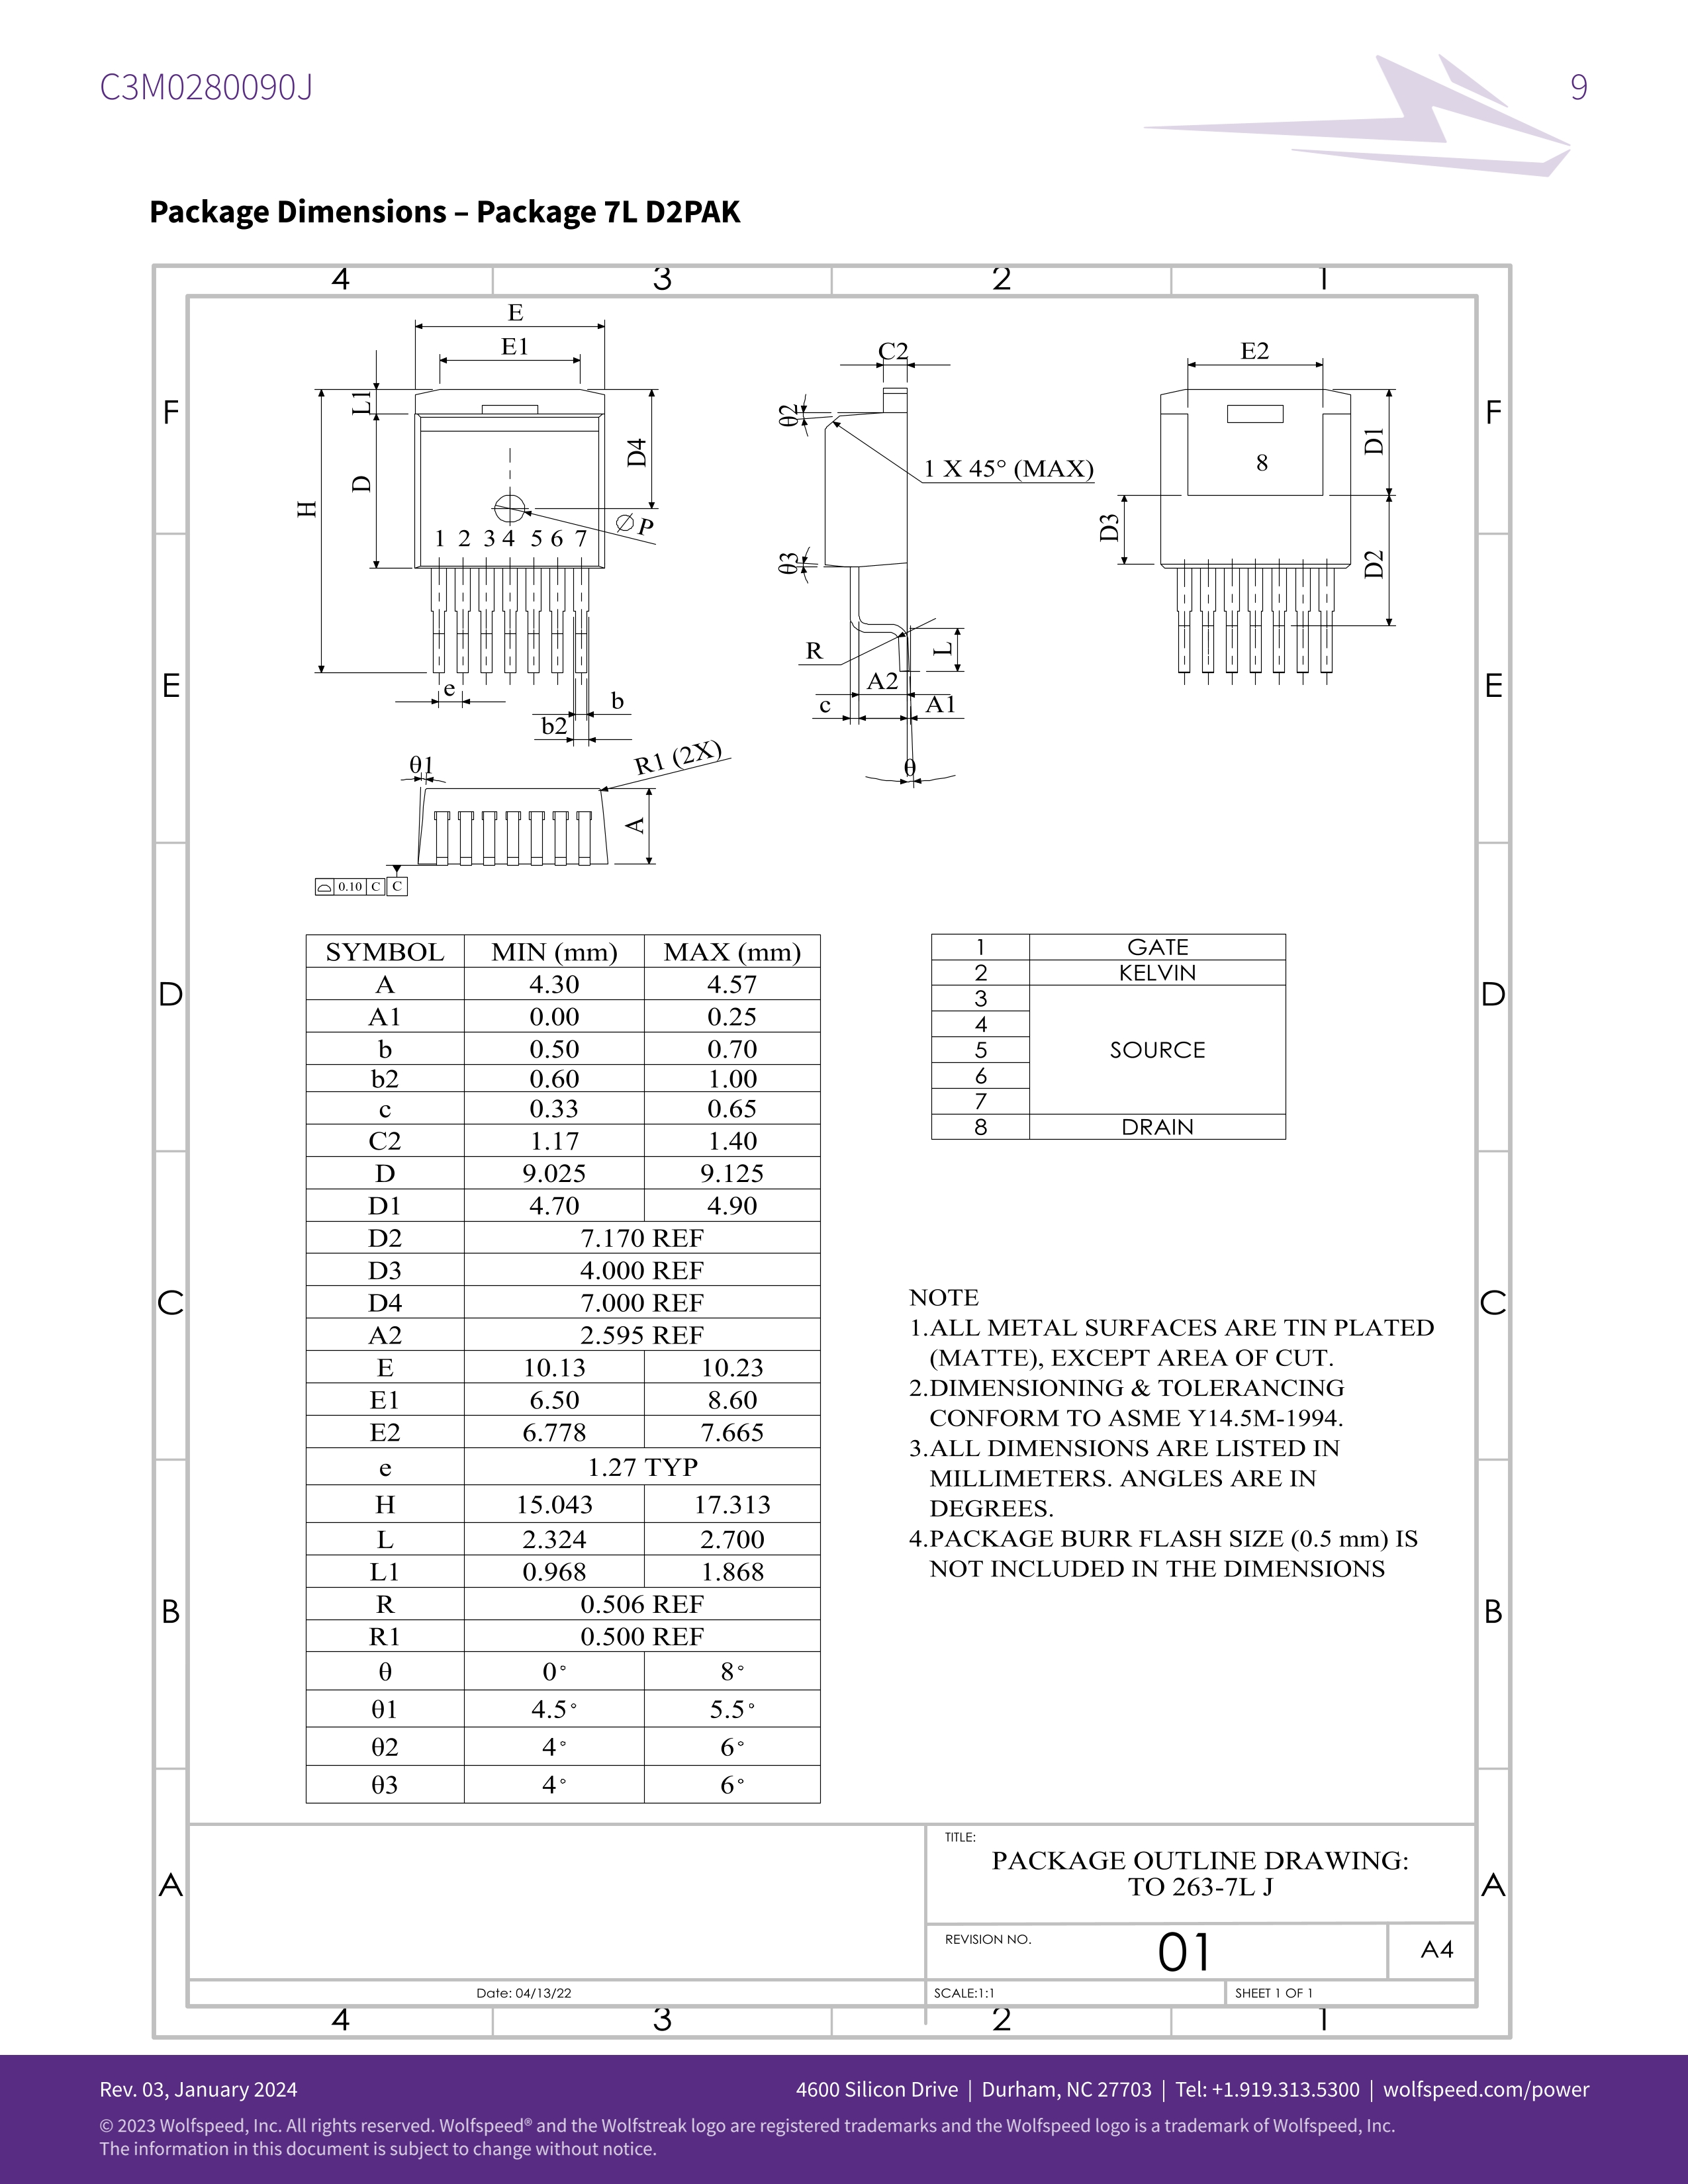 C3M0280090J
9
Package Dimensions – Package 7L D2PAK
4 3 2 1
F F
E E
D D
C C
B B
A A
E
E1
L1
D4
D
H
∅ P
1 2 3 4 5 6 7
e
b
b2
C2
θ2
1 X 45° (MAX)
θ3
R
L
A2
c
A1
θ
E2
D1
8
D3
D2
θ1
R1 (2X)
A
0.10 C C
SYMBOL MIN (mm) MAX (mm)
A 4.30 4.57
A1 0.00 0.25
b 0.50 0.70
b2 0.60 1.00
c 0.33 0.65
C2 1.17 1.40
D 9.025 9.125
D1 4.70 4.90
D2 7.170 REF
D3 4.000 REF
D4 7.000 REF
A2 2.595 REF
E 10.13 10.23
E1 6.50 8.60
E2 6.778 7.665
e 1.27 TYP
H 15.043 17.313
L 2.324 2.700
L1 0.968 1.868
R 0.506 REF
R1 0.500 REF
θ 0° 8°
θ1 4.5° 5.5°
θ2 4° 6°
θ3 4° 6°
1 GATE
2 KELVIN
3
4
5 SOURCE
6
7
8 DRAIN
NOTE
1.ALL METAL SURFACES ARE TIN PLATED
(MATTE), EXCEPT AREA OF CUT.
2.DIMENSIONING & TOLERANCING
CONFORM TO ASME Y14.5M-1994.
3.ALL DIMENSIONS ARE LISTED IN
MILLIMETERS. ANGLES ARE IN
DEGREES.
4.PACKAGE BURR FLASH SIZE (0.5 mm) IS
NOT INCLUDED IN THE DIMENSIONS
TITLE:
PACKAGE OUTLINE DRAWING:
TO 263-7L J
REVISION NO. 01 A4
Date: 04/13/22
SCALE:1:1
SHEET 1 OF 1
4 3 2 1
Rev. 03, January 2024
4600 Silicon Drive | Durham, NC 27703 | Tel: +1.919.313.5300 | wolfspeed.com/power
© 2023 Wolfspeed, Inc. All rights reserved. Wolfspeed® and the Wolfstreak logo are registered trademarks and the Wolfspeed logo is a trademark of Wolfspeed, Inc.
The information in this document is subject to change without notice.